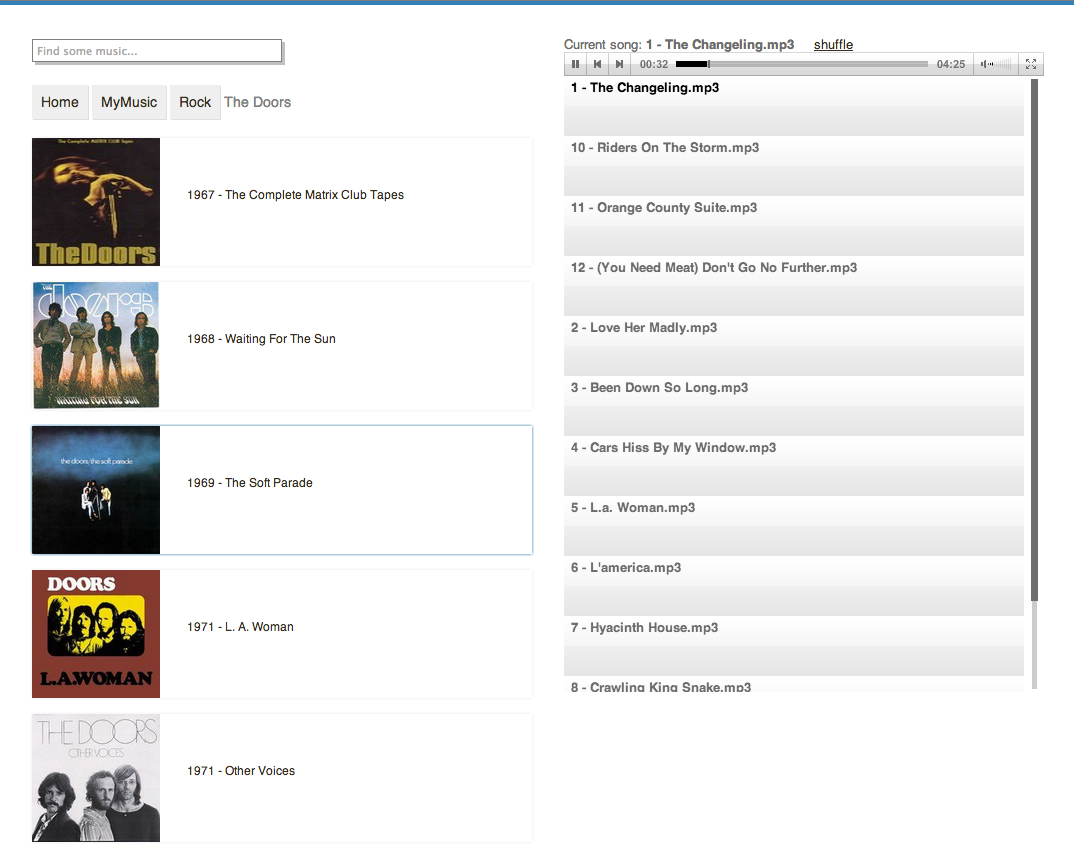 Find some music...
Home MyMusic Rock The Doors
The Complete MATRIX CLUB Tapes
TheDoors
1967 - The Complete Matrix Club Tapes
THE
doors
WAITING FOR THE SUN
1968 - Waiting For The Sun
the doors/the soft parade
1969 - The Soft Parade
DOORS
L.A.WOMAN
1971 - L. A. Woman
THE DOORS
OTHER VOICES
1971 - Other Voices
Current song: 1 - The Changeling.mp3 shuffle
00:32 04:25
1 - The Changeling.mp3
10 - Riders On The Storm.mp3
11 - Orange County Suite.mp3
12 - (You Need Meat) Don't Go No Further.mp3
2 - Love Her Madly.mp3
3 - Been Down So Long.mp3
4 - Cars Hiss By My Window.mp3
5 - L.a. Woman.mp3
6 - L'america.mp3
7 - Hyacinth House.mp3
8 - Crawling King Snake.mp3